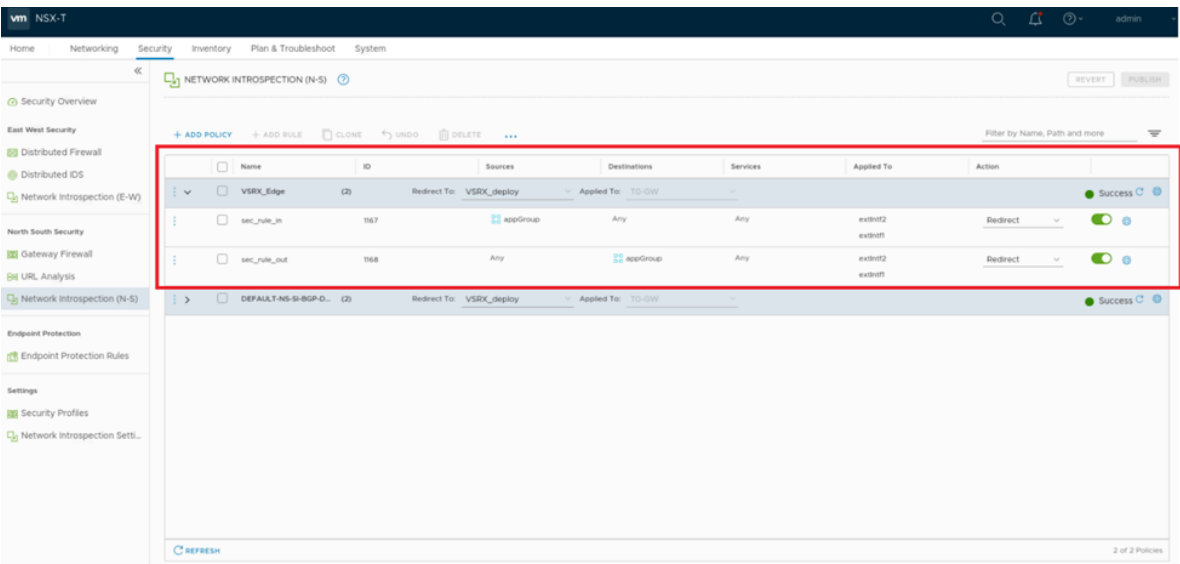 vm NSX-T admin
Home Networking Security Inventory Plan & Troubleshoot System
NETWORK INTROSPECTION (N-S) REVERT PUBLISH
Security Overview
East West Security
Distributed Firewall
Distributed IDS
Network Introspection (E-W)
North South Security
Gateway Firewall
URL Analysis
Network Introspection (N-S)
Endpoint Protection
Endpoint Protection Rules
Settings
Security Profiles
Network Introspection Setti...
+ ADD POLICY + ADD RULE CLONE UNDO DELETE ... Filter by Name, Path and more
Name ID Sources Destinations Services Applied To Action
VSRX_Edge (2) Redirect To: VSRX_deploy Applied To: TO-GW Success
sec_rule_in 1167 appGroup Any Any extIntf2 Redirect
extIntf1
sec_rule_out 1168 Any appGroup Any extIntf2 Redirect
extIntf1
DEFAULT-NS-SI-BGP-D... (2) Redirect To: VSRX_deploy Applied To: TO-GW Success
REFRESH 2 of 2 Policies